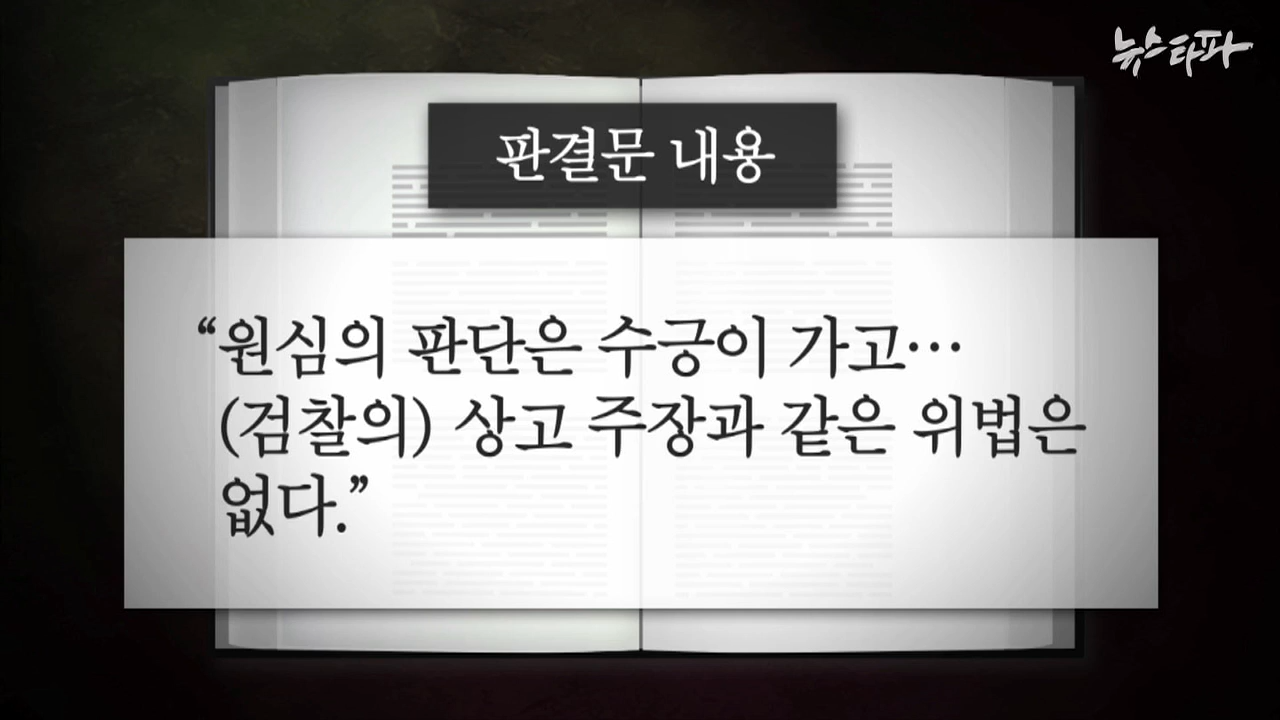 뉴스타파
판결문 내용
“원심의 판단은 수긍이 가고…
(검찰의) 상고 주장과 같은 위법은
없다.”